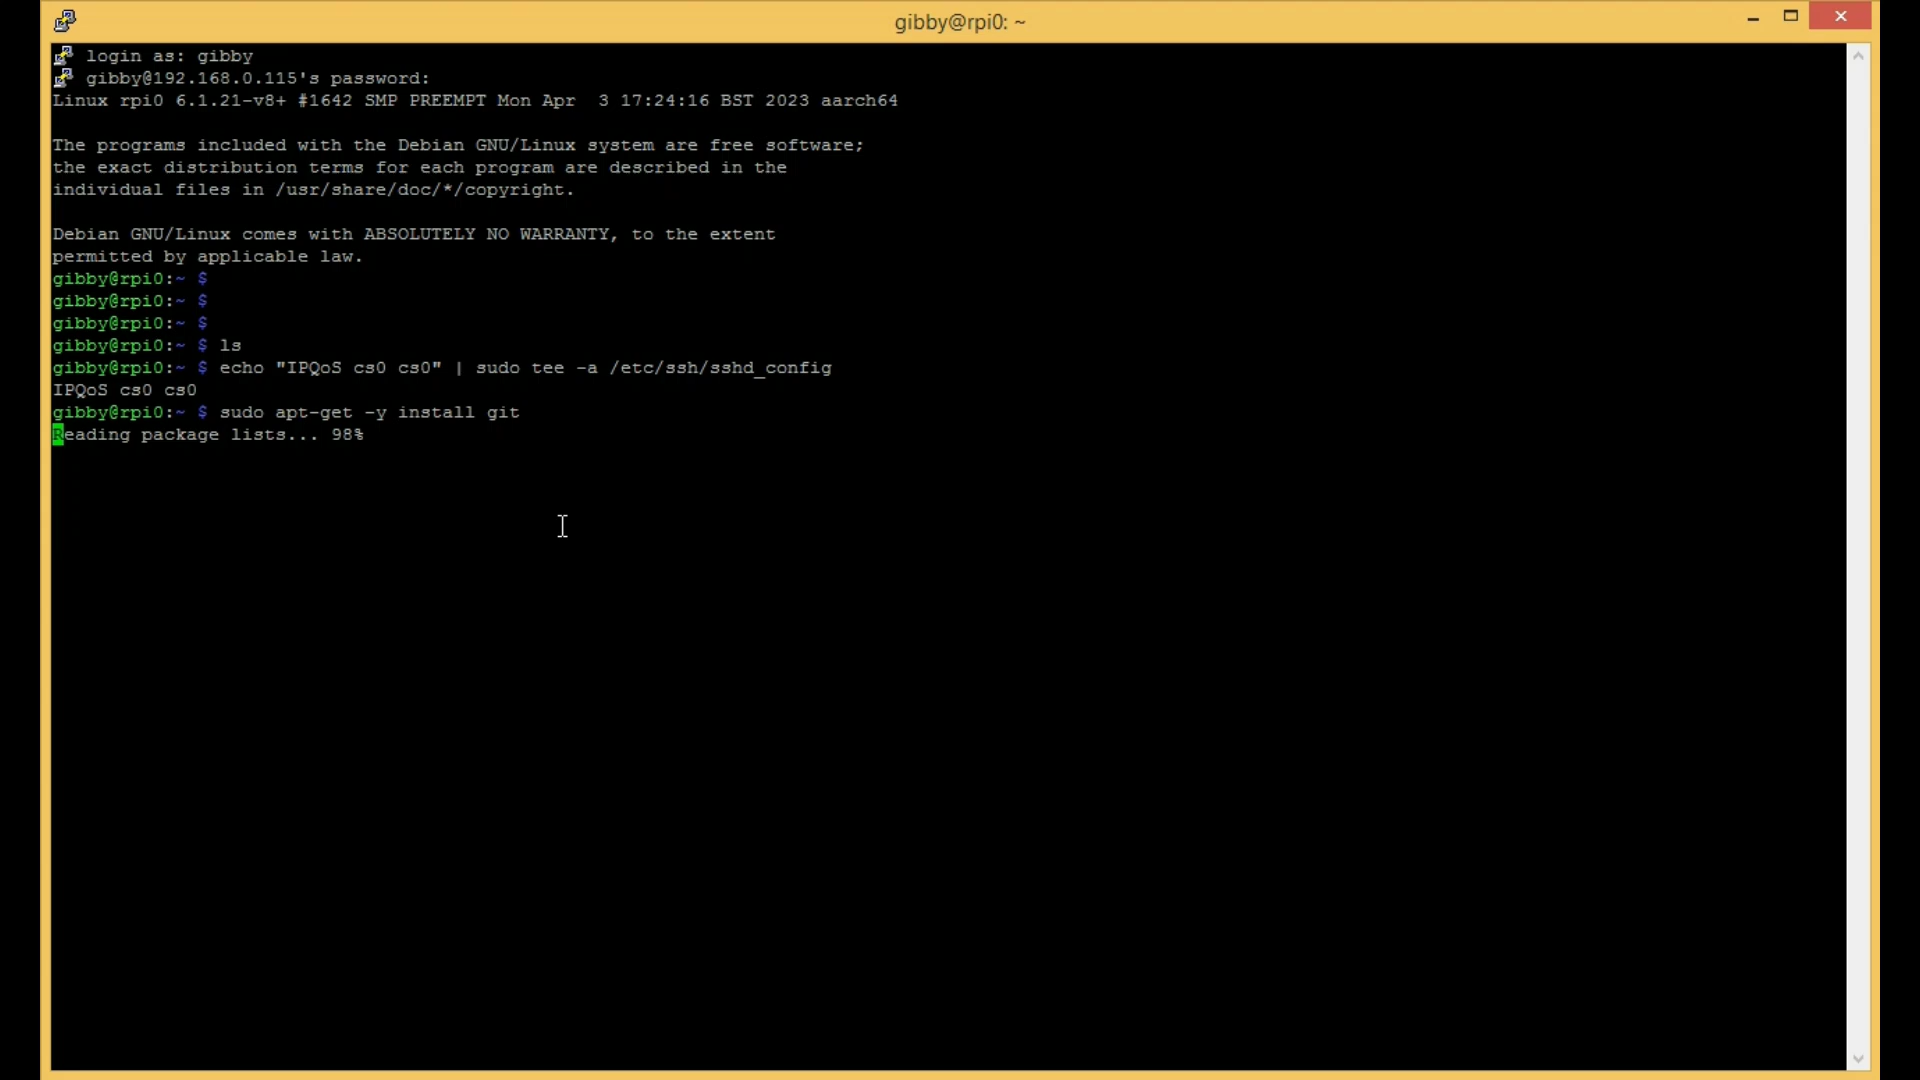 gibby@rpi0: ~
login as: gibby
gibby@192.168.0.115's password:
Linux rpi0 6.1.21-v8+ #1642 SMP PREEMPT Mon Apr  3 17:24:16 BST 2023 aarch64
The programs included with the Debian GNU/Linux system are free software;
the exact distribution terms for each program are described in the
individual files in /usr/share/doc/*/copyright.
Debian GNU/Linux comes with ABSOLUTELY NO WARRANTY, to the extent
permitted by applicable law.
gibby@rpi0:~ $
gibby@rpi0:~ $
gibby@rpi0:~ $
gibby@rpi0:~ $ ls
gibby@rpi0:~ $ echo "IPQoS cs0 cs0" | sudo tee -a /etc/ssh/sshd_config
IPQoS cs0 cs0
gibby@rpi0:~ $ sudo apt-get -y install git
Reading package lists... 98%